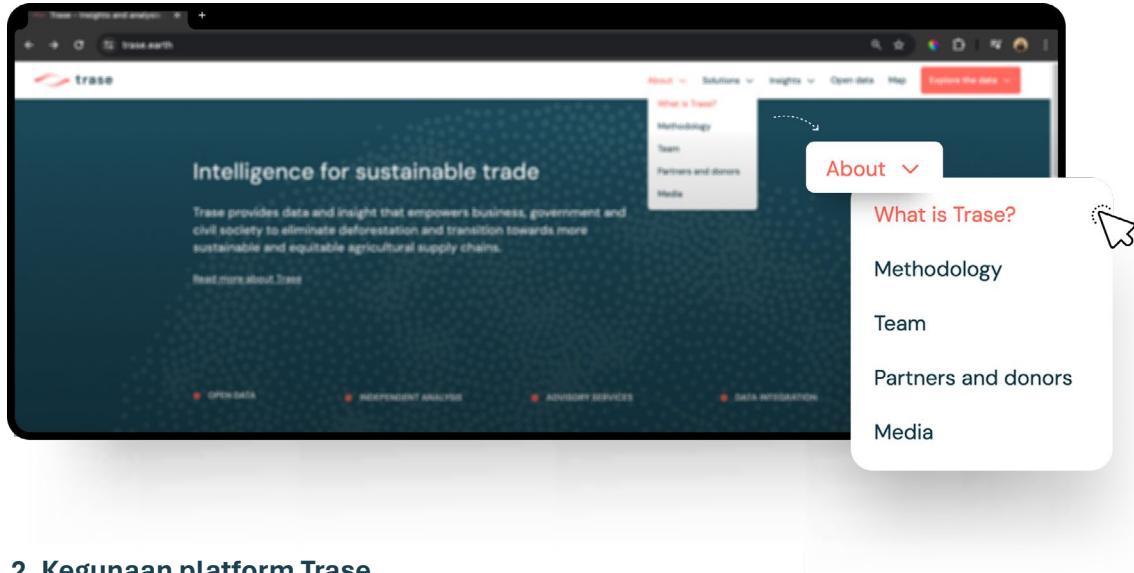 Trase - Insights and analysis
trase.earth
trase
About
Solutions
Insights
Open data
Map
Explore the data
What is Trase?
Methodology
Team
Partners and donors
Media
Intelligence for sustainable trade
Trase provides data and insight that empowers business, government and
civil society to eliminate deforestation and transition towards more
sustainable and equitable agricultural supply chains.
Read more about Trase
OPEN DATA
INDEPENDENT ANALYSIS
ADVISORY SERVICES
DATA INTEGRATION
About
What is Trase?
Methodology
Team
Partners and donors
Media
2. Kegunaan platform Trase